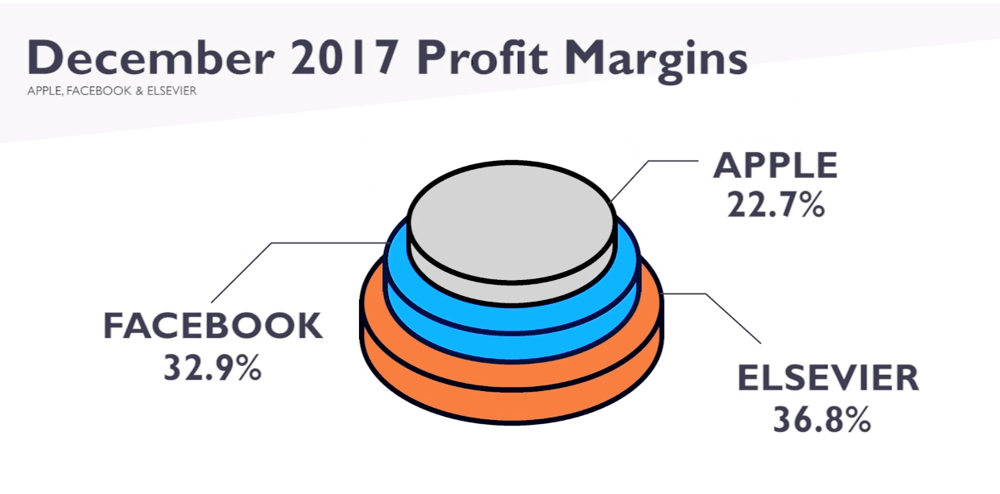 December 2017 Profit Margins
APPLE, FACEBOOK & ELSEVIER
APPLE
22.7%
FACEBOOK
32.9%
ELSEVIER
36.8%